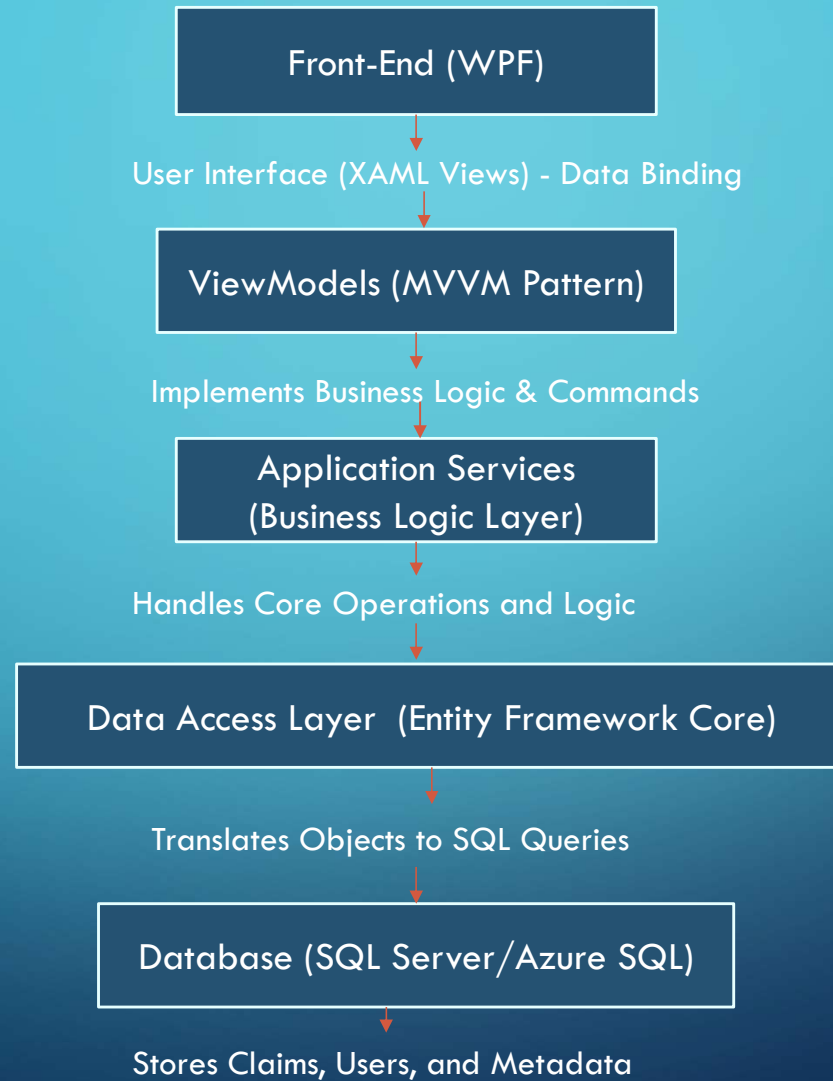 Front-End (WPF)
User Interface (XAML Views) - Data Binding
ViewModels (MVVM Pattern)
Implements Business Logic & Commands
Application Services
(Business Logic Layer)
Handles Core Operations and Logic
Data Access Layer (Entity Framework Core)
Translates Objects to SQL Queries
Database (SQL Server/Azure SQL)
Stores Claims, Users, and Metadata